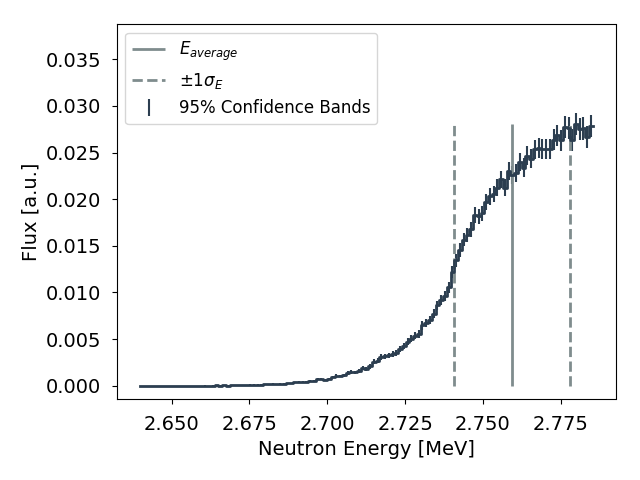 E_average
±1σ_E
95% Confidence Bands
Flux [a.u.]
0.035
0.030
0.025
0.020
0.015
0.010
0.005
0.000
2.650 2.675 2.700 2.725 2.750 2.775
Neutron Energy [MeV]